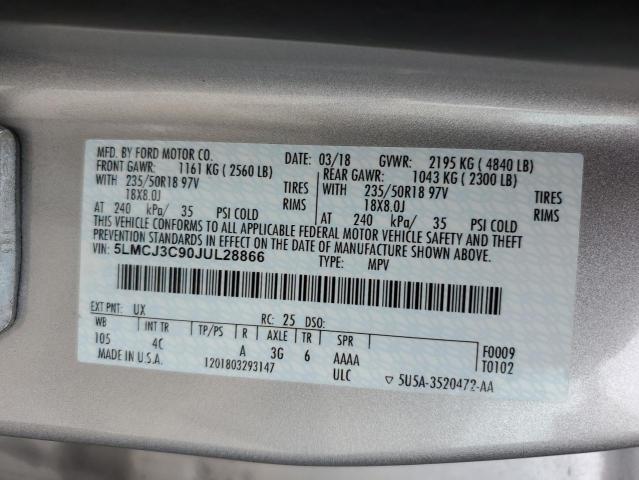 MFD. BY FORD MOTOR CO.
DATE: 03/18 GVWR: 2195 KG ( 4840 LB)
FRONT GAWR: 1161 KG ( 2560 LB)
REAR GAWR: 1043 KG ( 2300 LB)
WITH 235/50R18 97V TIRES
WITH 235/50R18 97V TIRES
18X8.0J RIMS
18X8.0J RIMS
AT 240 kPa/ 35 PSI COLD
AT 240 kPa/ 35 PSI COLD
THIS VEHICLE CONFORMS TO ALL APPLICABLE FEDERAL MOTOR VEHICLE SAFETY AND THEFT
PREVENTION STANDARDS IN EFFECT ON THE DATE OF MANUFACTURE SHOWN ABOVE.
VIN: 5LMCJ3C90JUL28866
TYPE: MPV
EXT PNT: UX RC: 25 DSO:
WB INT TR TP/PS R AXLE TR SPR
105 4C A 3G 6 AAAA F0009
MADE IN U.S.A. 1201803293147 ULC T0102
▽ 5U5A-3520472-AA